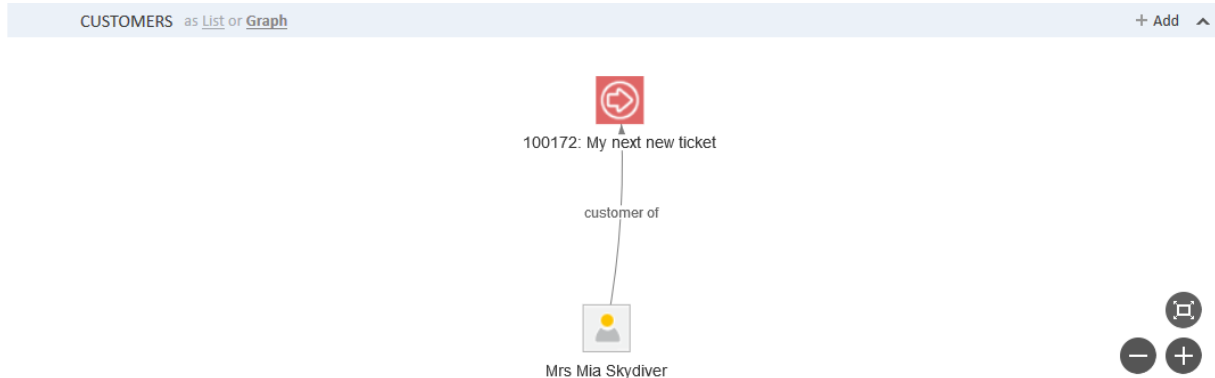 CUSTOMERS as List or Graph + Add
100172: My next new ticket
customer of
Mrs Mia Skydiver